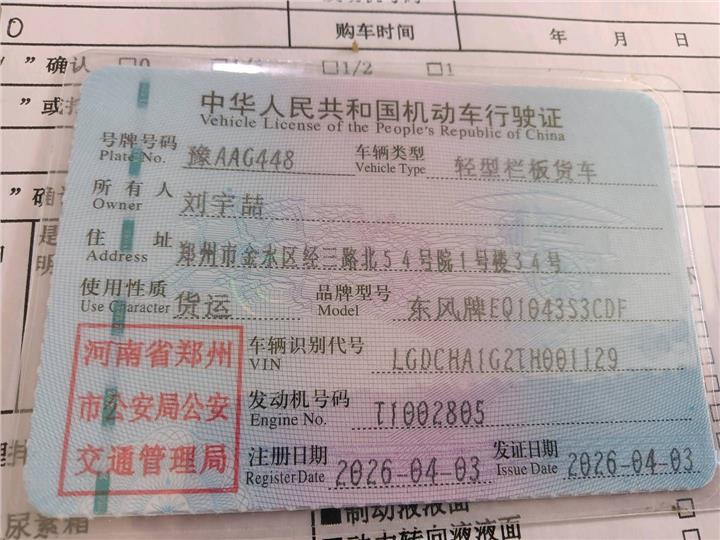 0
购车时间 年 月 日
” 确认 □0 □1/2 □1
中华人民共和国机动车行驶证
Vehicle License of the People's Republic of China
号牌号码 豫AAG448 车辆类型 轻型栏板货车
Plate No. Vehicle Type
所有人 刘宇喆
Owner
住址 郑州市金水区经三路北54号院1号楼34号
Address
使用性质 货运 品牌型号 东风牌EQ1043S3CDF
Use Character Model
河南省郑州
市公安局公安
交通管理局
车辆识别代号 LGDCHA1G2TH001129
VIN
发动机号码 T1002805
Engine No.
注册日期 2026-04-03 发证日期 2026-04-03
Register Date Issue Date
尿素箱
■制动液液面